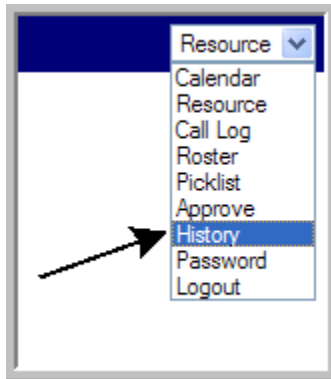 Resource
Calendar
Resource
Call Log
Roster
Picklist
Approve
History
Password
Logout